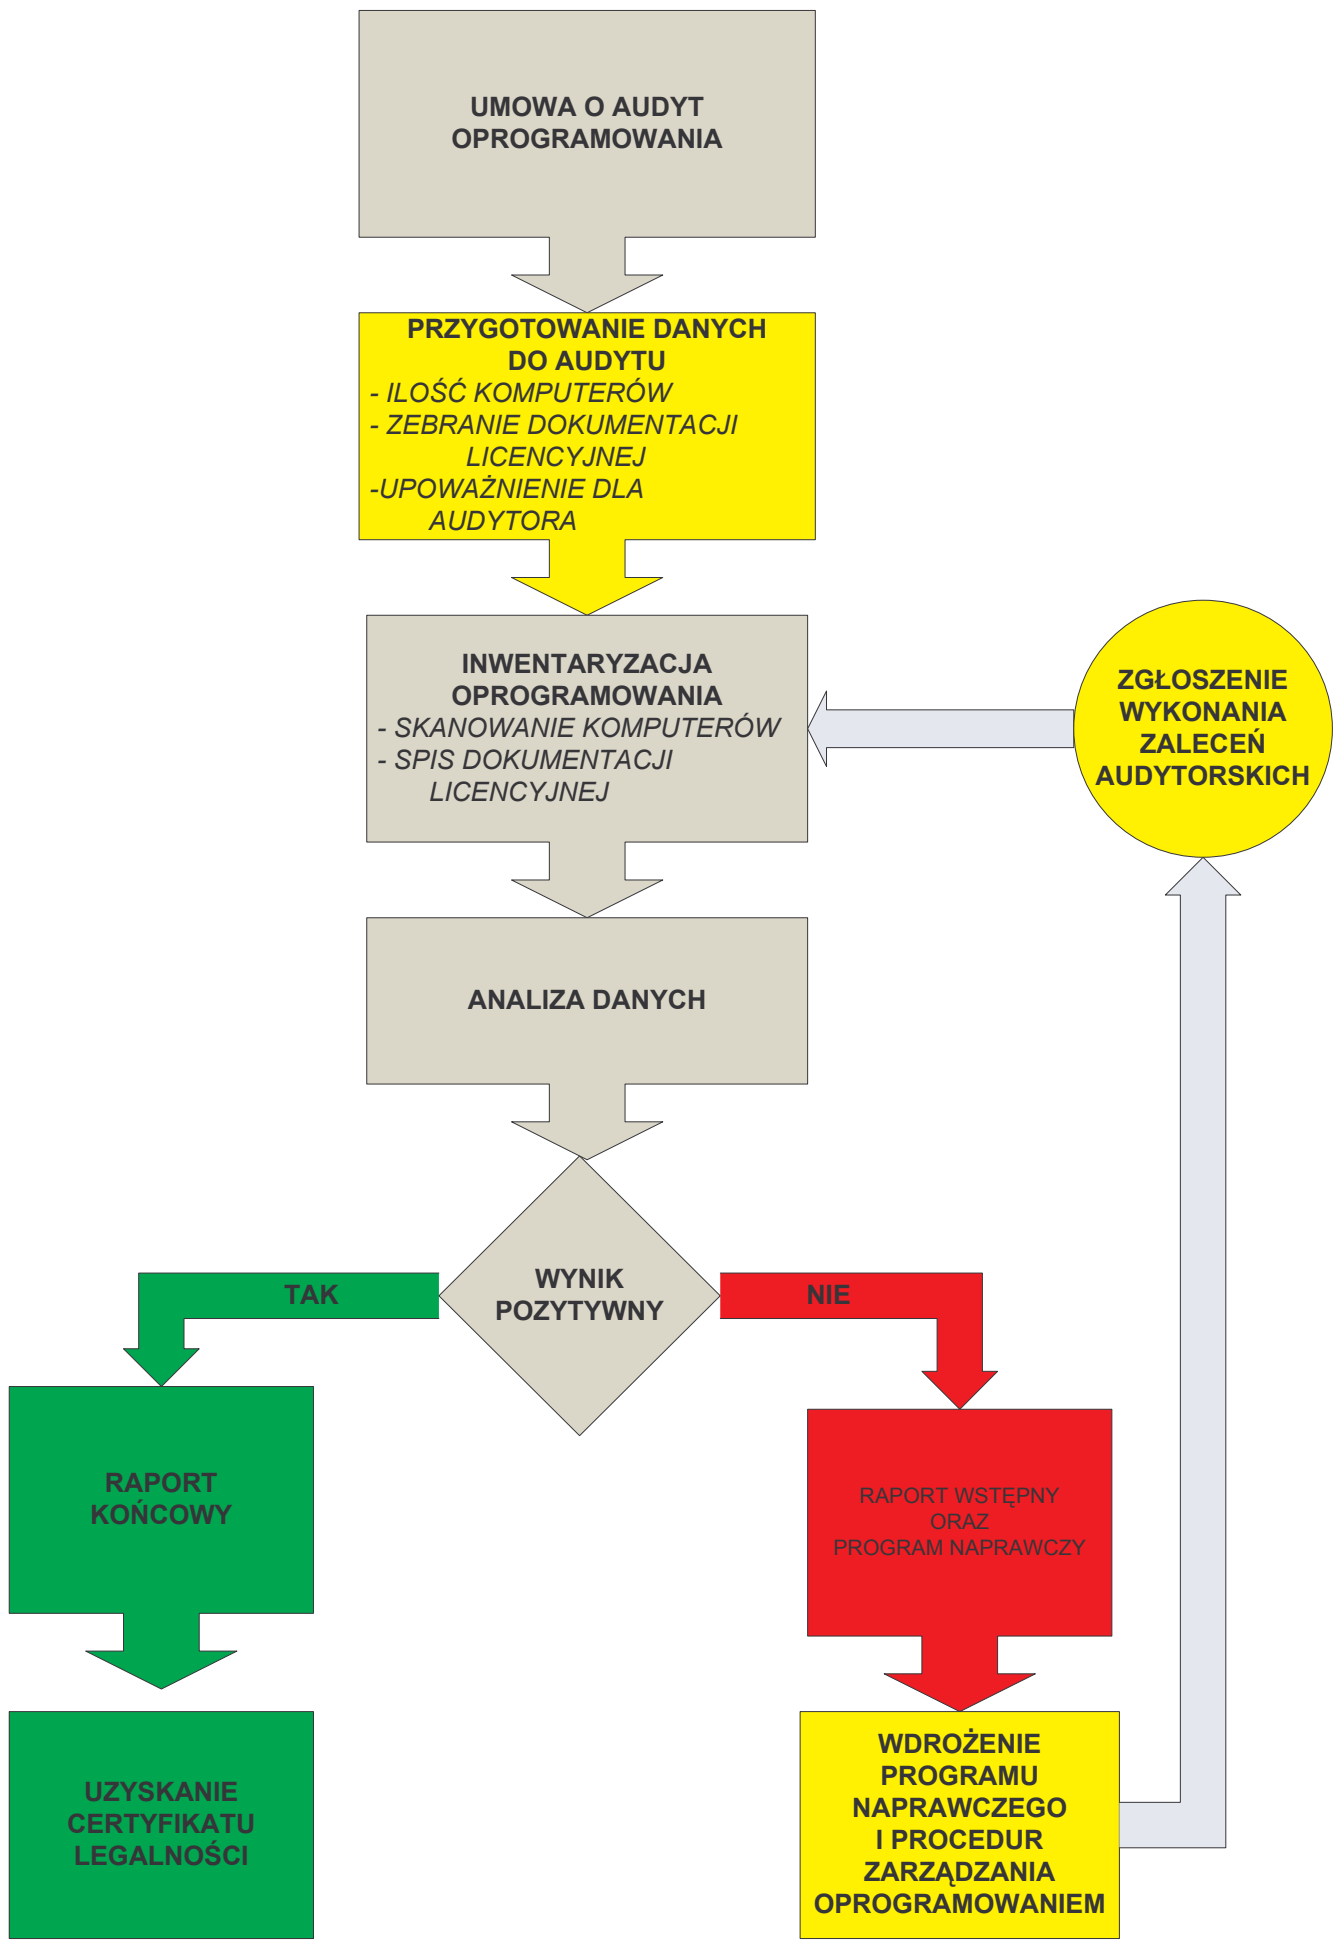 UMOWA O AUDYT
OPROGRAMOWANIA
PRZYGOTOWANIE DANYCH
DO AUDYTU
- ILOŚĆ KOMPUTERÓW
- ZEBRANIE DOKUMENTACJI
LICENCYJNEJ
-UPOWAŻNIENIE DLA
AUDYTORA
INWENTARYZACJA
OPROGRAMOWANIA
- SKANOWANIE KOMPUTERÓW
- SPIS DOKUMENTACJI
LICENCYJNEJ
ZGŁOSZENIE
WYKONANIA
ZALECEŃ
AUDYTORSKICH
ANALIZA DANYCH
WYNIK
POZYTYWNY
TAK
NIE
RAPORT
KOŃCOWY
RAPORT WSTĘPNY
ORAZ
PROGRAM NAPRAWCZY
UZYSKANIE
CERTYFIKATU
LEGALNOŚCI
WDROŻENIE
PROGRAMU
NAPRAWCZEGO
I PROCEDUR
ZARZĄDZANIA
OPROGRAMOWANIEM